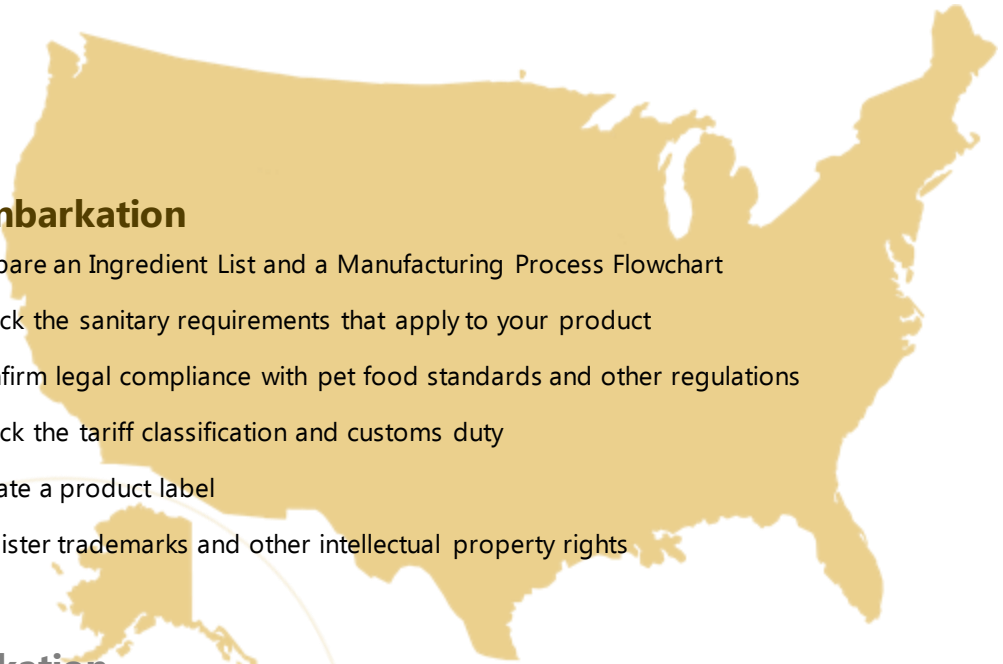 mbarkation
pare an Ingredient List and a Manufacturing Process Flowchart
ck the sanitary requirements that apply to your product
nfirm legal compliance with pet food standards and other regulations
ck the tariff classification and customs duty
ate a product label
ister trademarks and other intellectual property rights